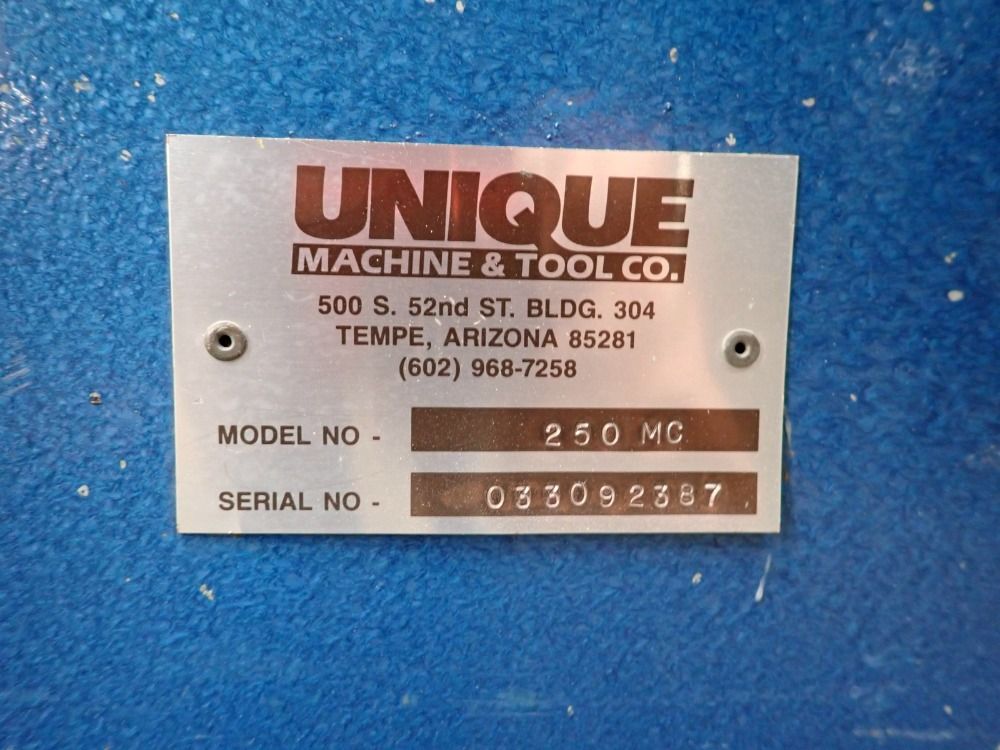 UNIQUE
MACHINE & TOOL CO.
500 S. 52nd ST. BLDG. 304
TEMPE, ARIZONA 85281
(602) 968-7258
MODEL NO - 250 MC
SERIAL NO - 033092387